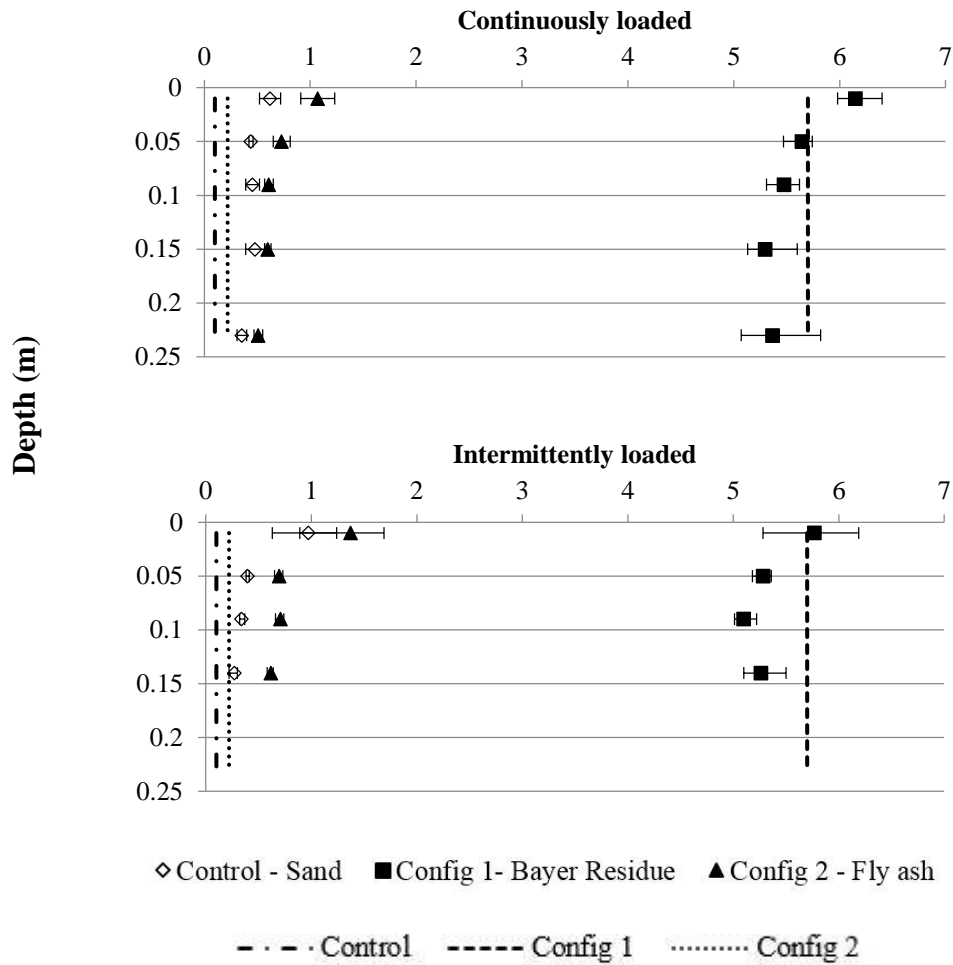 Continuously loaded
0 1 2 3 4 5 6 7
0
0.05
0.1
0.15
0.2
0.25
Depth (m)
Intermittently loaded
0 1 2 3 4 5 6 7
0
0.05
0.1
0.15
0.2
0.25
Control - Sand Config 1- Bayer Residue Config 2 - Fly ash
Control Config 1 Config 2